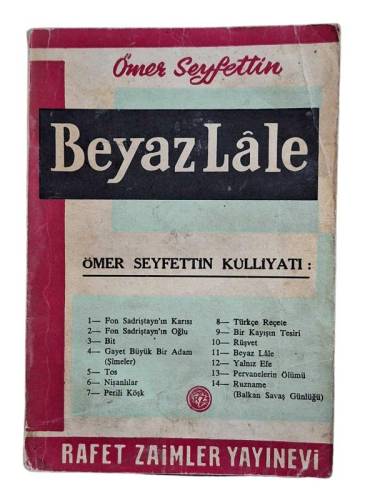 Ömer Seyfettin
Beyaz Lâle
ÖMER SEYFETTİN KÜLLİYATI :
1— Fon Sadriştayn'ın Karısı
2— Fon Sadriştayn'ın Oğlu
3— Bit
4— Gayet Büyük Bir Adam
(Şimeler)
5— Tos
6— Nişanlılar
7— Perili Köşk
8— Türkçe Reçete
9— Bir Kayışın Tesiri
10— Rüşvet
11— Beyaz Lâle
12— Yalnız Efe
13— Pervanelerin Ölümü
14— Ruzname
(Balkan Savaş Günlüğü)
RAFET ZAİMLER YAYINEVİ